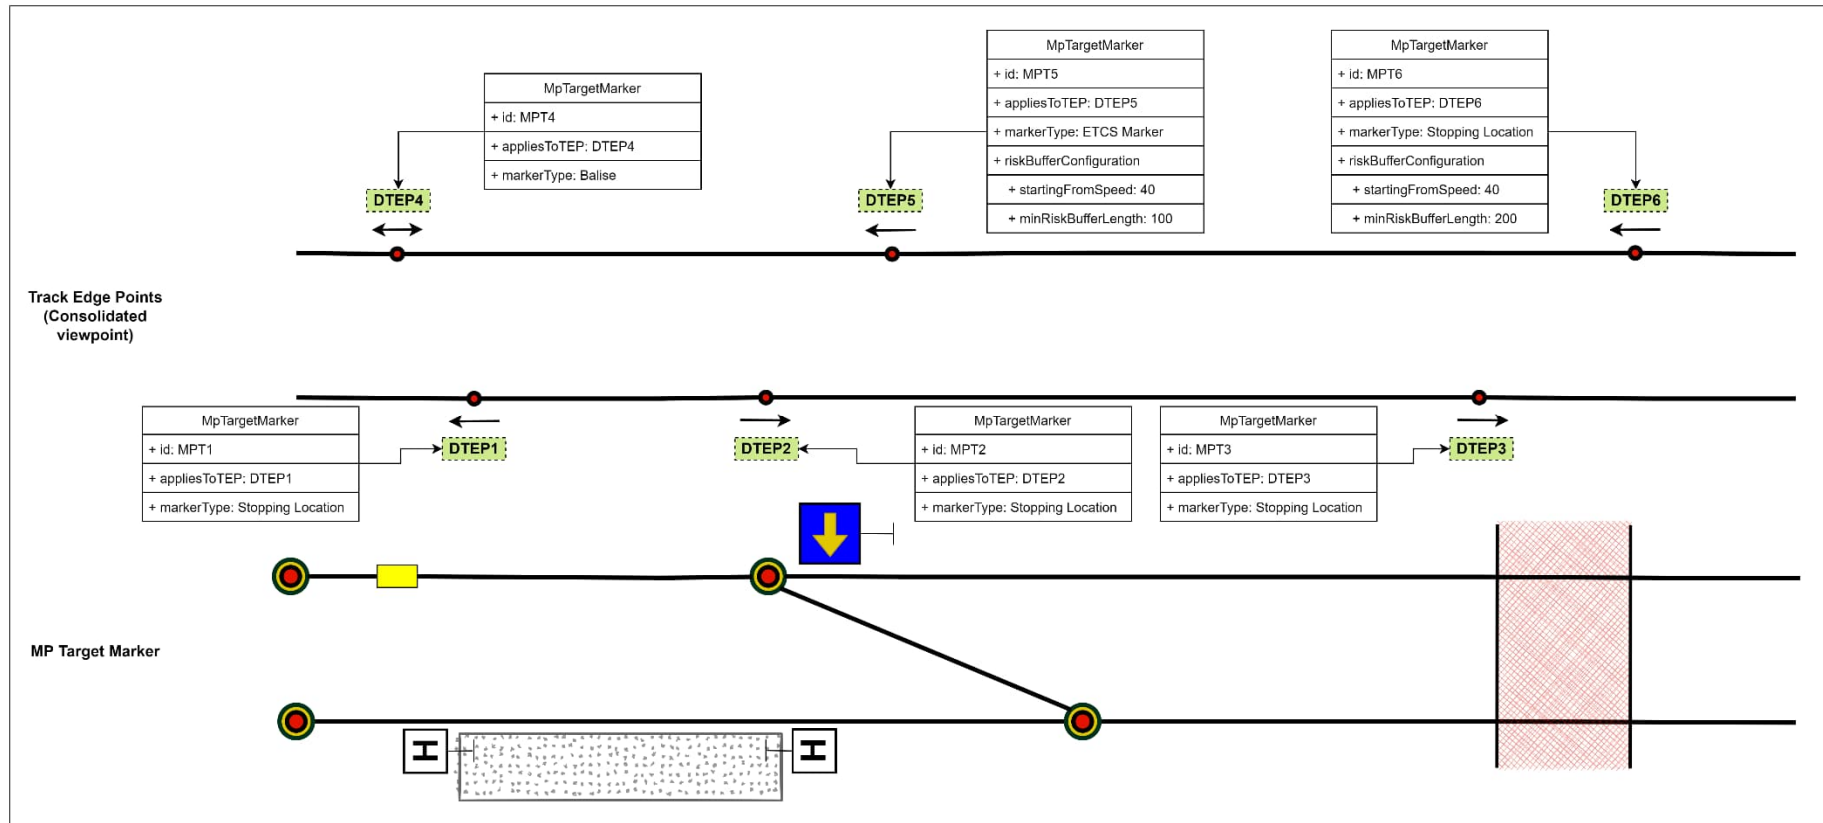 MpTargetMarker
+ id: MPT4
+ appliesToTEP: DTEP4
+ markerType: Balise
MpTargetMarker
+ id: MPT5
+ appliesToTEP: DTEP5
+ markerType: ETCS Marker
+ riskBufferConfiguration
+ startingFromSpeed: 40
+ minRiskBufferLength: 100
MpTargetMarker
+ id: MPT6
+ appliesToTEP: DTEP6
+ markerType: Stopping Location
+ riskBufferConfiguration
+ startingFromSpeed: 40
+ minRiskBufferLength: 200
DTEP4
DTEP5
DTEP6
Track Edge Points
(Consolidated
viewpoint)
MpTargetMarker
+ id: MPT1
+ appliesToTEP: DTEP1
+ markerType: Stopping Location
DTEP1
DTEP2
MpTargetMarker
+ id: MPT2
+ appliesToTEP: DTEP2
+ markerType: Stopping Location
MpTargetMarker
+ id: MPT3
+ appliesToTEP: DTEP3
+ markerType: Stopping Location
DTEP3
MP Target Marker
H
H